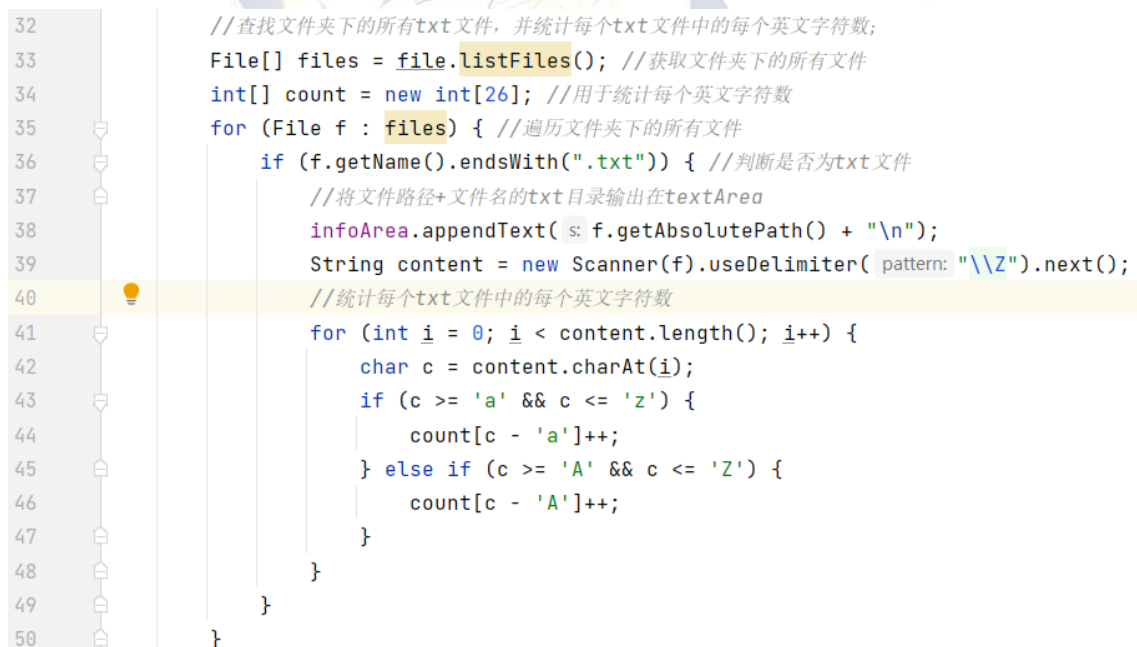 32 //查找文件夹下的所有txt文件，并统计每个txt文件中的每个英文字符数;
33 File[] files = file.listFiles(); //获取文件夹下的所有文件
34 int[] count = new int[26]; //用于统计每个英文字符数
35 for (File f : files) { //遍历文件夹下的所有文件
36 if (f.getName().endsWith(".txt")) { //判断是否为txt文件
37 //将文件路径+文件名的txt目录输出在textArea
38 infoArea.appendText( s: f.getAbsolutePath() + "\n");
39 String content = new Scanner(f).useDelimiter( pattern: "\\Z").next();
40 //统计每个txt文件中的每个英文字符数
41 for (int i = 0; i < content.length(); i++) {
42 char c = content.charAt(i);
43 if (c >= 'a' && c <= 'z') {
44 count[c - 'a']++;
45 } else if (c >= 'A' && c <= 'Z') {
46 count[c - 'A']++;
47 }
48 }
49 }
50 }